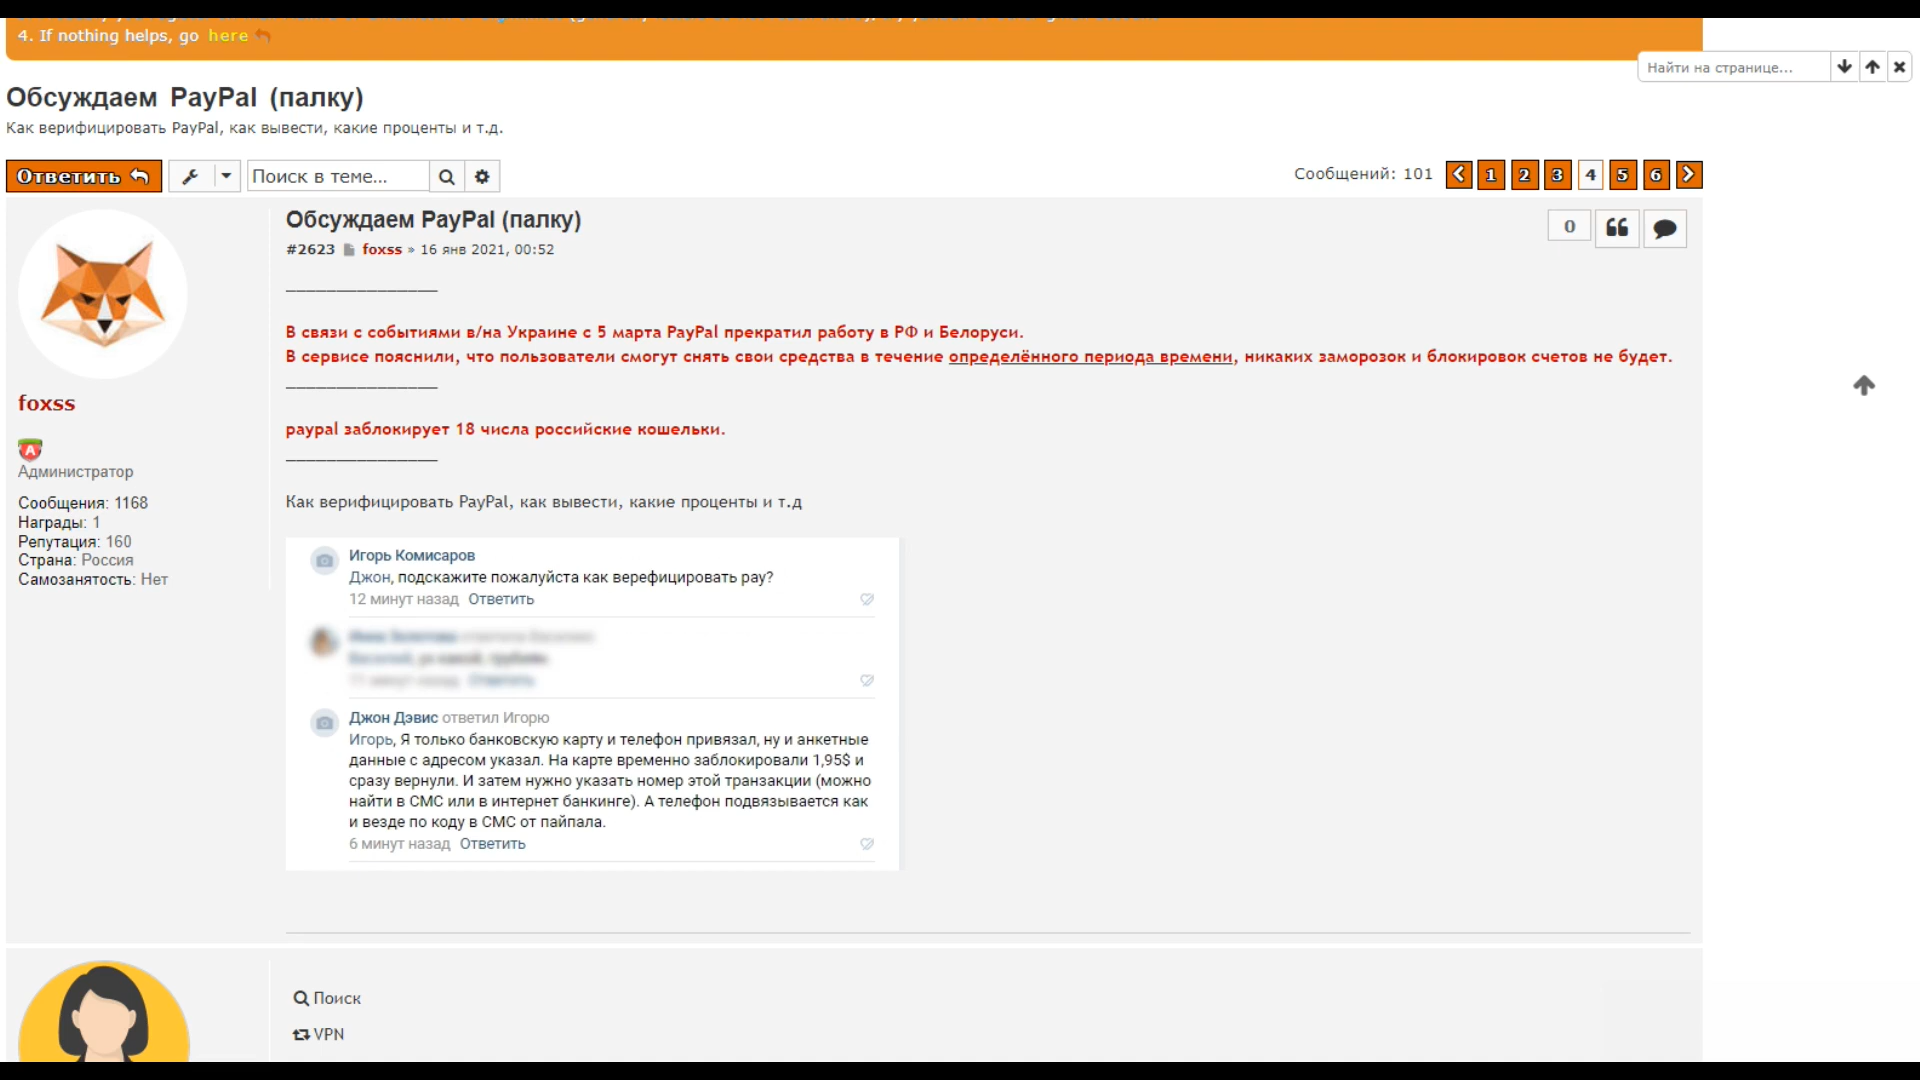 4. If nothing helps, go here
Найти на странице...
Обсуждаем PayPal (палку)
Как верифицировать PayPal, как вывести, какие проценты и т.д.
Ответить
Поиск в теме...
Сообщений: 101
1 2 3 4 5 6
Обсуждаем PayPal (палку)
0
#2623 foxss » 16 янв 2021, 00:52
_________________
В связи с событиями в/на Украине с 5 марта PayPal прекратил работу в РФ и Белоруси.
В сервисе пояснили, что пользователи смогут снять свои средства в течение определённого периода времени, никаких заморозок и блокировок счетов не будет.
_________________
paypal заблокирует 18 числа российские кошельки.
_________________
Как верифицировать PayPal, как вывести, какие проценты и т.д
foxss
A
Администратор
Сообщения: 1168
Награды: 1
Репутация: 160
Страна: Россия
Самозанятость: Нет
Игорь Комисаров
Джон, подскажите пожалуйста как верефицировать pay?
12 минут назад Ответить
Джон Дэвис ответил Игорю
Игорь, Я только банковскую карту и телефон привязал, ну и анкетные
данные с адресом указал. На карте временно заблокировали 1,95$ и
сразу вернули. И затем нужно указать номер этой транзакции (можно
найти в СМС или в интернет банкинге). А телефон подвязывается как
и везде по коду в СМС от пайпала.
6 минут назад Ответить
Поиск
VPN